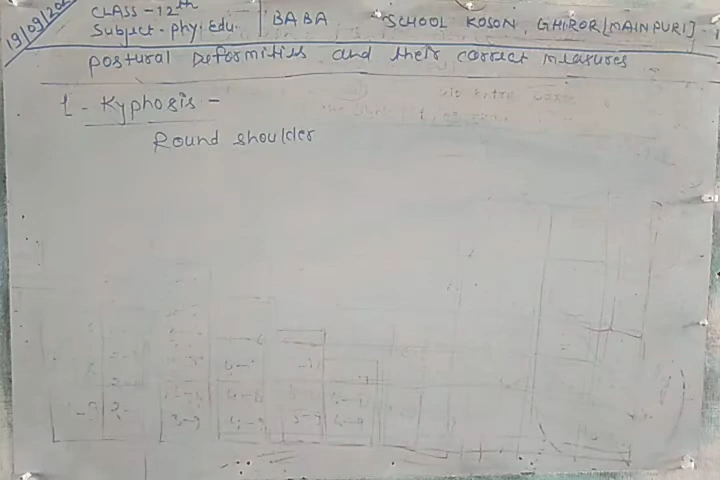 19/09/20
CLASS - 12th
Subject - phy. Edu.
BABA SCHOOL KOSON, GHIROR [MAINPURI]
postural Deformities and their correct measures
1 - Kyphosis -
Round shoulder